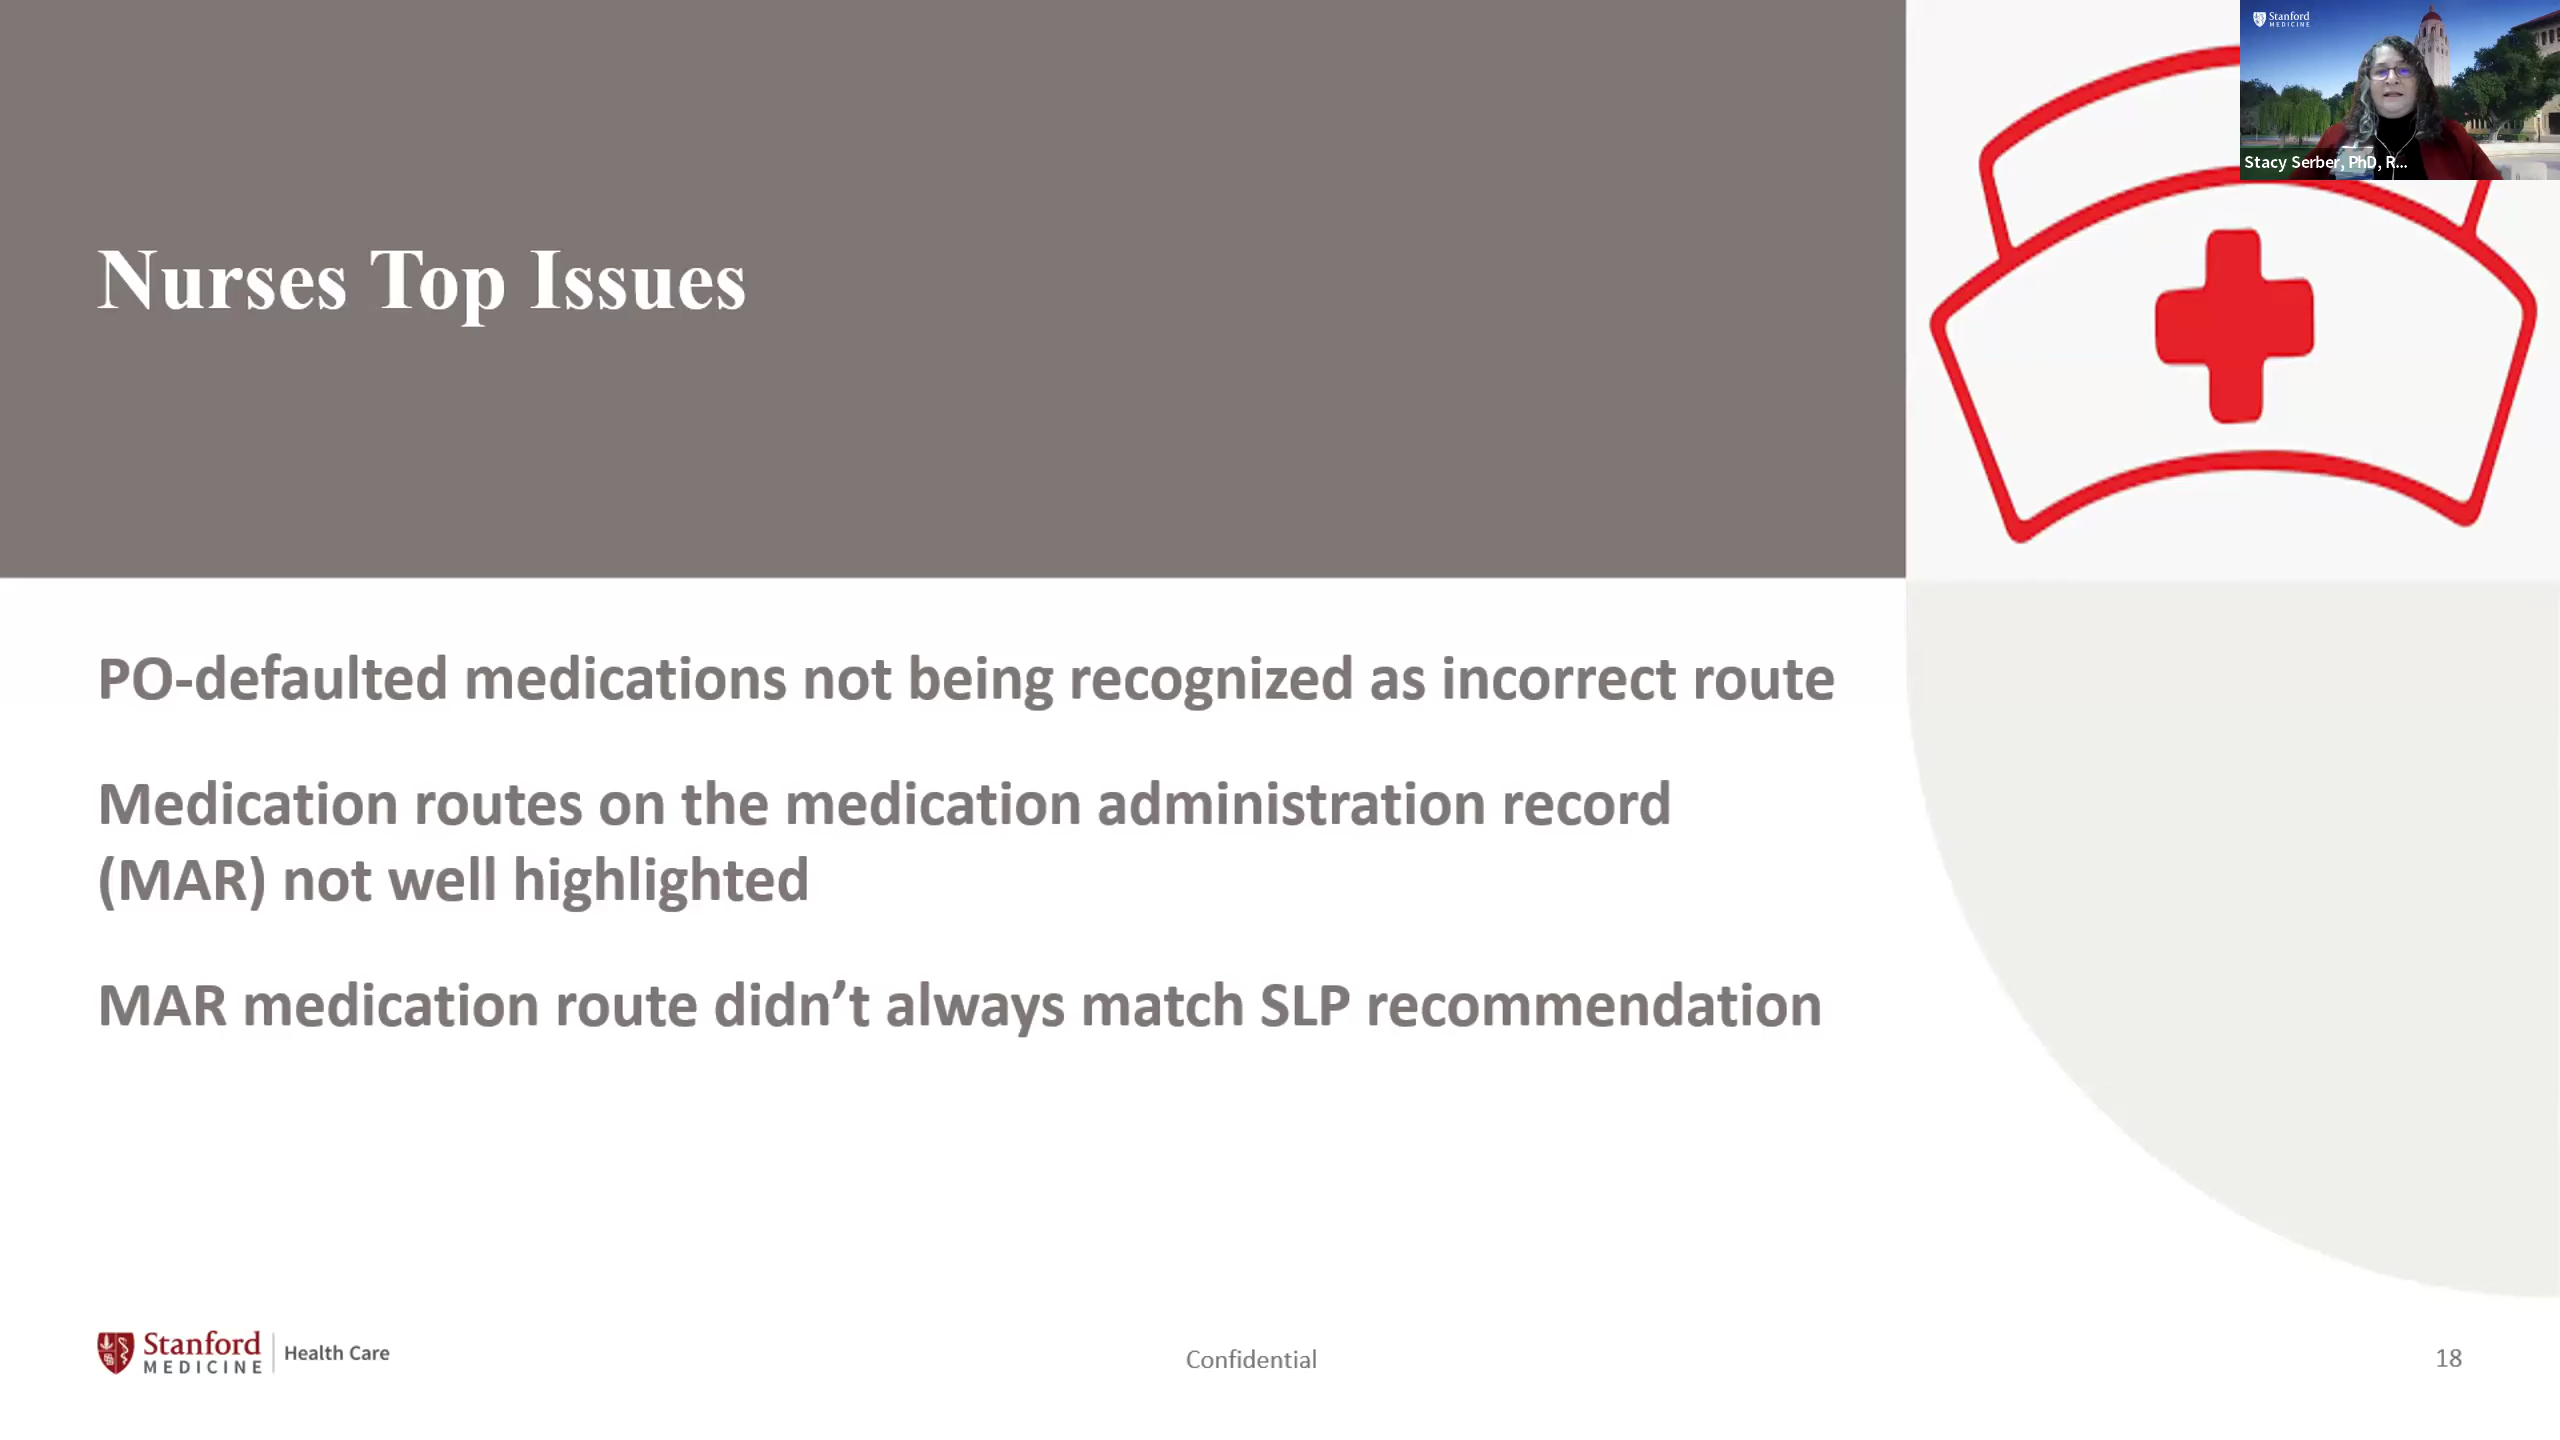 Stanford
MEDICINE
Stacy Serber, PhD, R...
Nurses Top Issues
PO-defaulted medications not being recognized as incorrect route
Medication routes on the medication administration record
(MAR) not well highlighted
MAR medication route didn’t always match SLP recommendation
Stanford
MEDICINE
Health Care
Confidential
18